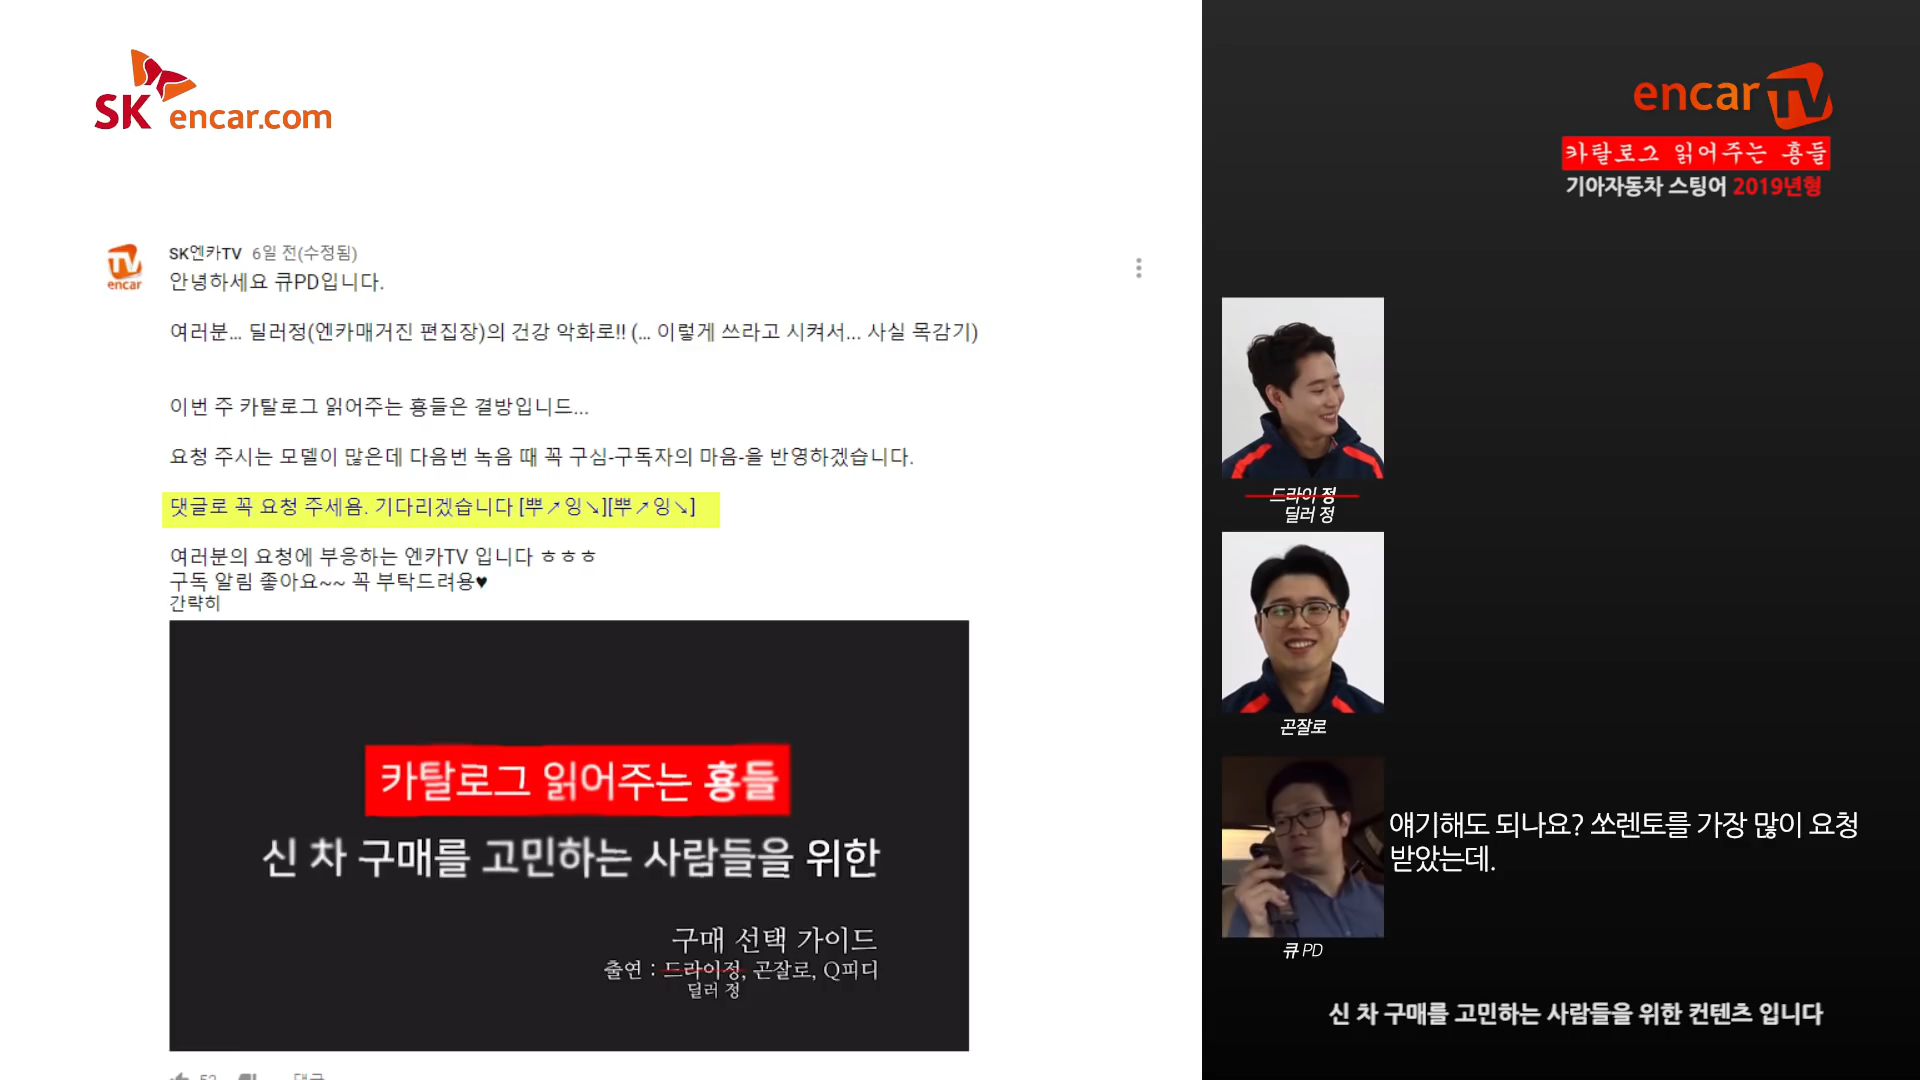 SK encar.com
SK엔카TV 6일 전(수정됨)
안녕하세요 큐PD입니다.
여러분... 딜러정(엔카매거진 편집장)의 건강 악화로!! (... 이렇게 쓰라고 시켜서... 사실 목감기)
이번 주 카탈로그 읽어주는 횽들은 결방입니드...
요청 주시는 모델이 많은데 다음번 녹음 때 꼭 구심-구독자의 마음-을 반영하겠습니다.
댓글로 꼭 요청 주세욤. 기다리겠습니다 [뿌↗잉↘][뿌↗잉↘]
여러분의 요청에 부응하는 엔카TV 입니다 ㅎㅎㅎ
구독 알림 좋아요~~ 꼭 부탁드려용♥
간략히
TV
encar
카탈로그 읽어주는 횽들
신 차 구매를 고민하는 사람들을 위한
구매 선택 가이드
출연 : 드라이정, 곤잘로, Q피디
딜러 정
encar TV
카탈로그 읽어주는 횽들
기아자동차 스팅어 2019년형
드라이 정
딜러 정
곤잘로
얘기해도 되나요? 쏘렌토를 가장 많이 요청
받았는데.
큐 PD
신 차 구매를 고민하는 사람들을 위한 컨텐츠 입니다